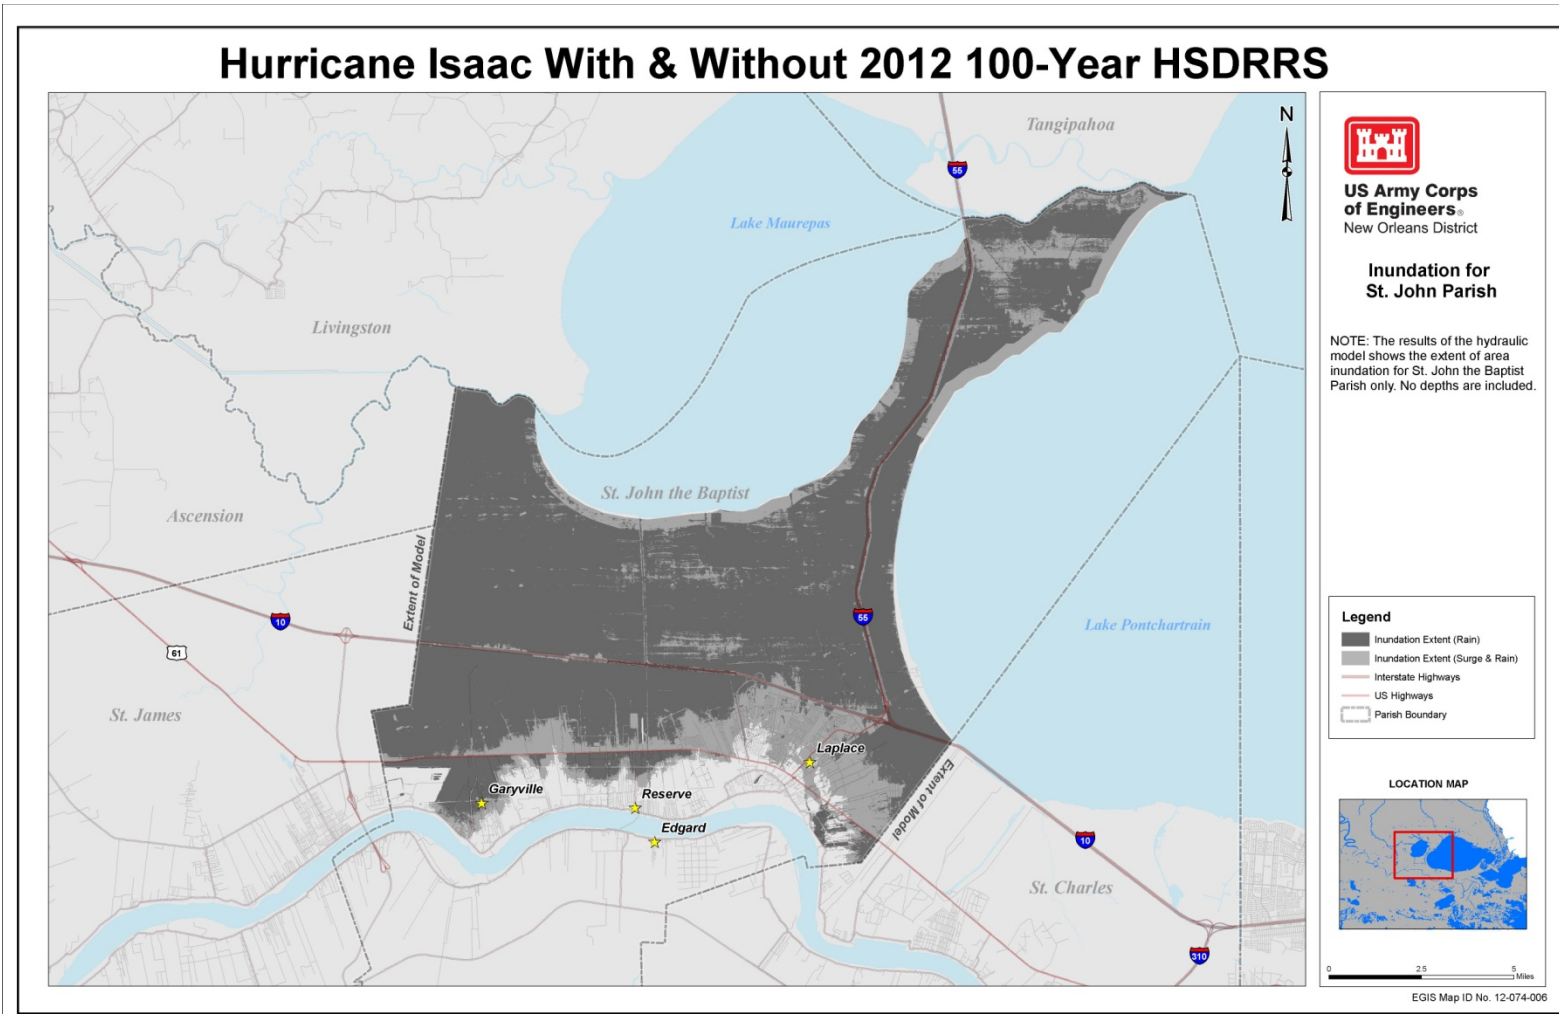 Hurricane Isaac With & Without 2012 100-Year HSDRRS
N
Tangipahoa
55
Lake Maurepas
Livingston
St. John the Baptist
Ascension
Extent of Model
10
55
Lake Pontchartrain
61
St. James
Laplace
Garyville
Reserve
Edgard
Extent of Model
10
St. Charles
310
US Army Corps
of Engineers®
New Orleans District
Inundation for
St. John Parish
NOTE: The results of the hydraulic
model shows the extent of area
inundation for St. John the Baptist
Parish only. No depths are included.
Legend
Inundation Extent (Rain)
Inundation Extent (Surge & Rain)
Interstate Highways
US Highways
Parish Boundary
LOCATION MAP
0 2.5 5
Miles
EGIS Map ID No. 12-074-006